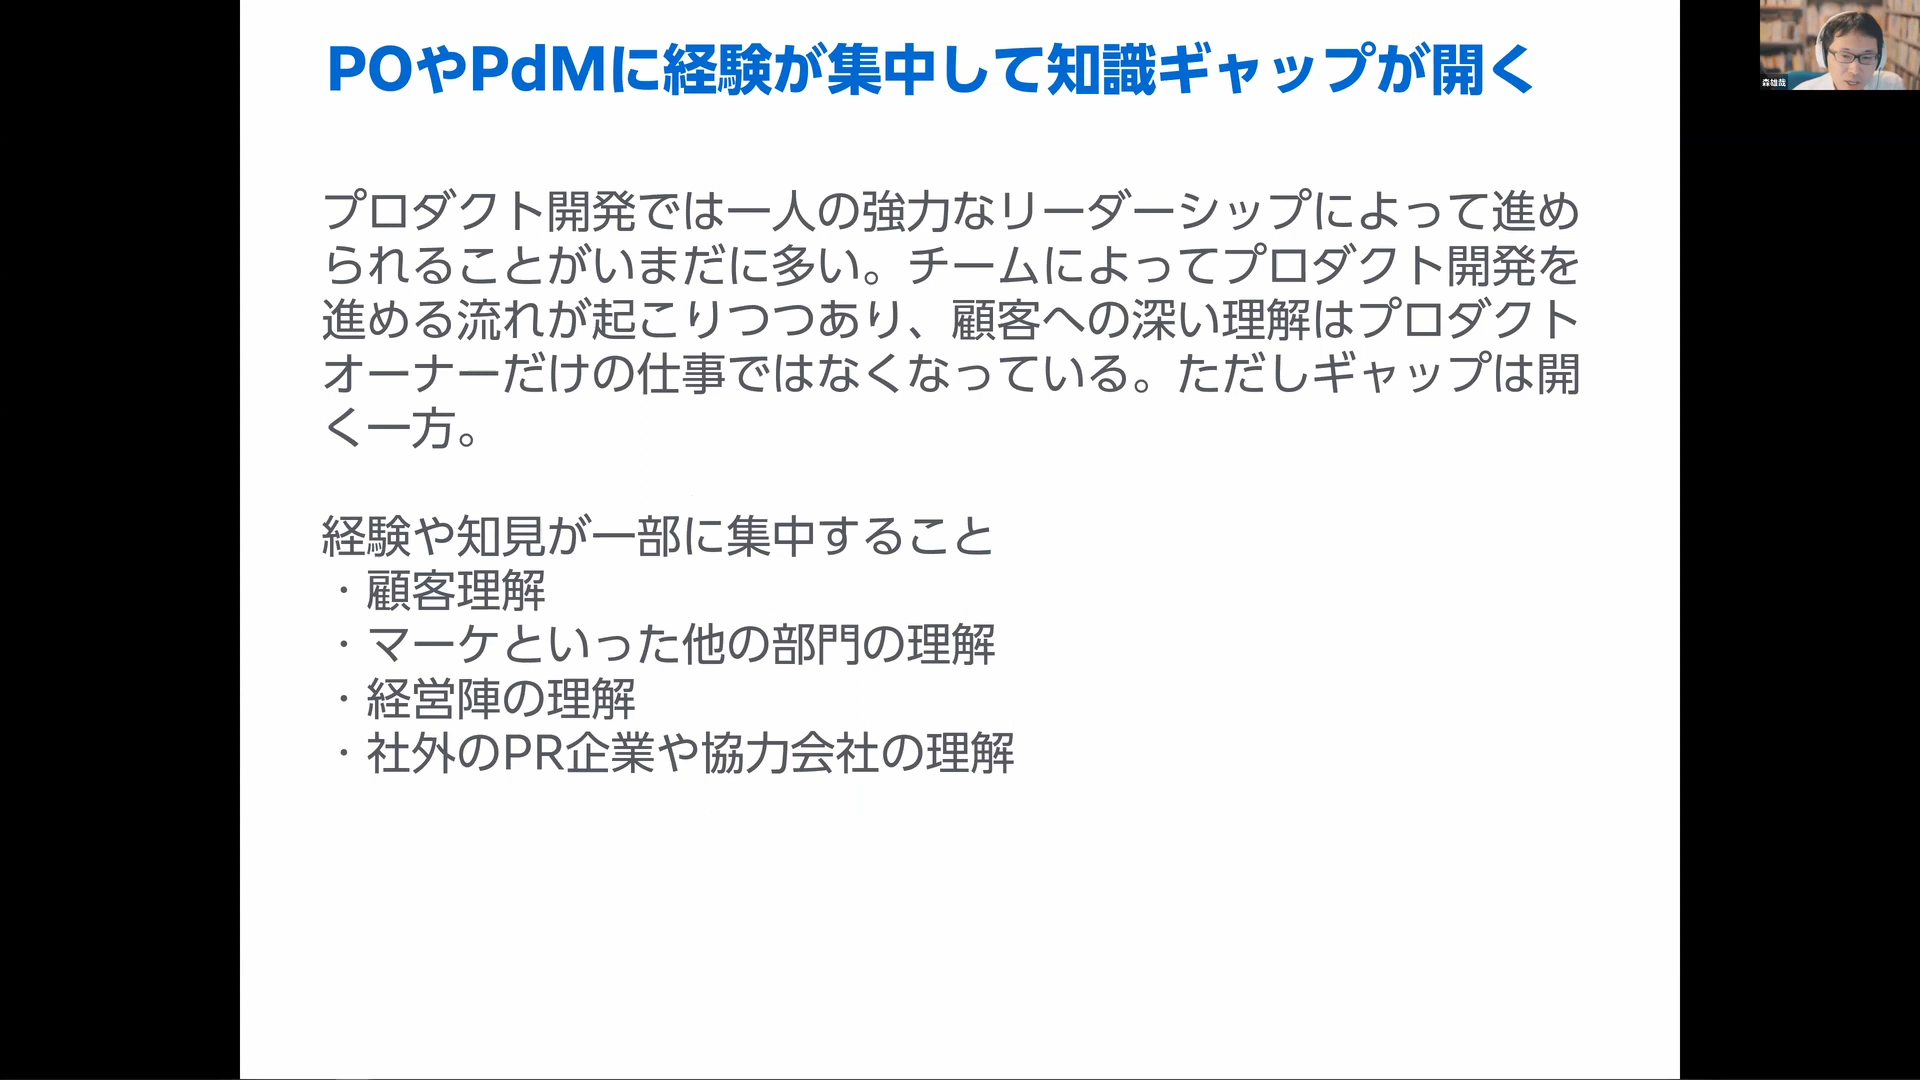 POやPdMに経験が集中して知識ギャップが開く
プロダクト開発では一人の強力なリーダーシップによって進め
られることがいまだに多い。チームによってプロダクト開発を
進める流れが起こりつつあり、顧客への深い理解はプロダクト
オーナーだけの仕事ではなくなっている。ただしギャップは開
く一方。
経験や知見が一部に集中すること
・顧客理解
・マーケといった他の部門の理解
・経営陣の理解
・社外のPR企業や協力会社の理解
森雄哉